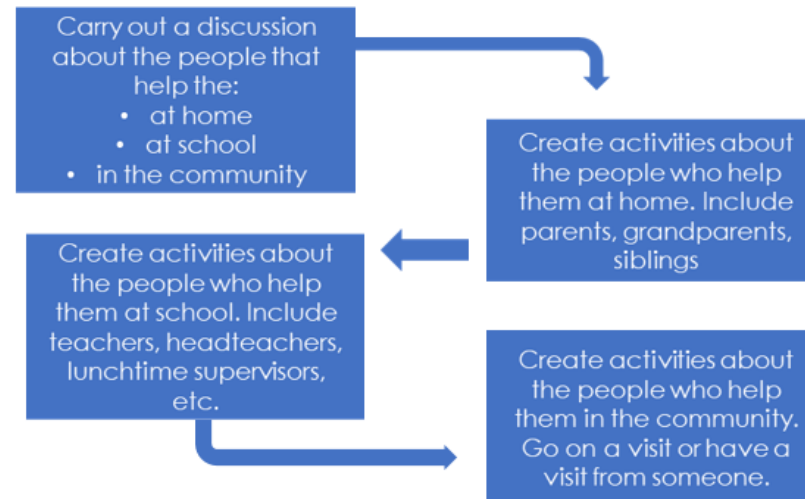 Carry out a discussion
about the people that
help the:
• at home
• at school
• in the community
Create activities about
the people who help
them at home. Include
parents, grandparents,
siblings
Create activities about
the people who help
them at school. Include
teachers, headteachers,
lunchtime supervisors,
etc.
Create activities about
the people who help
them in the community.
Go on a visit or have a
visit from someone.